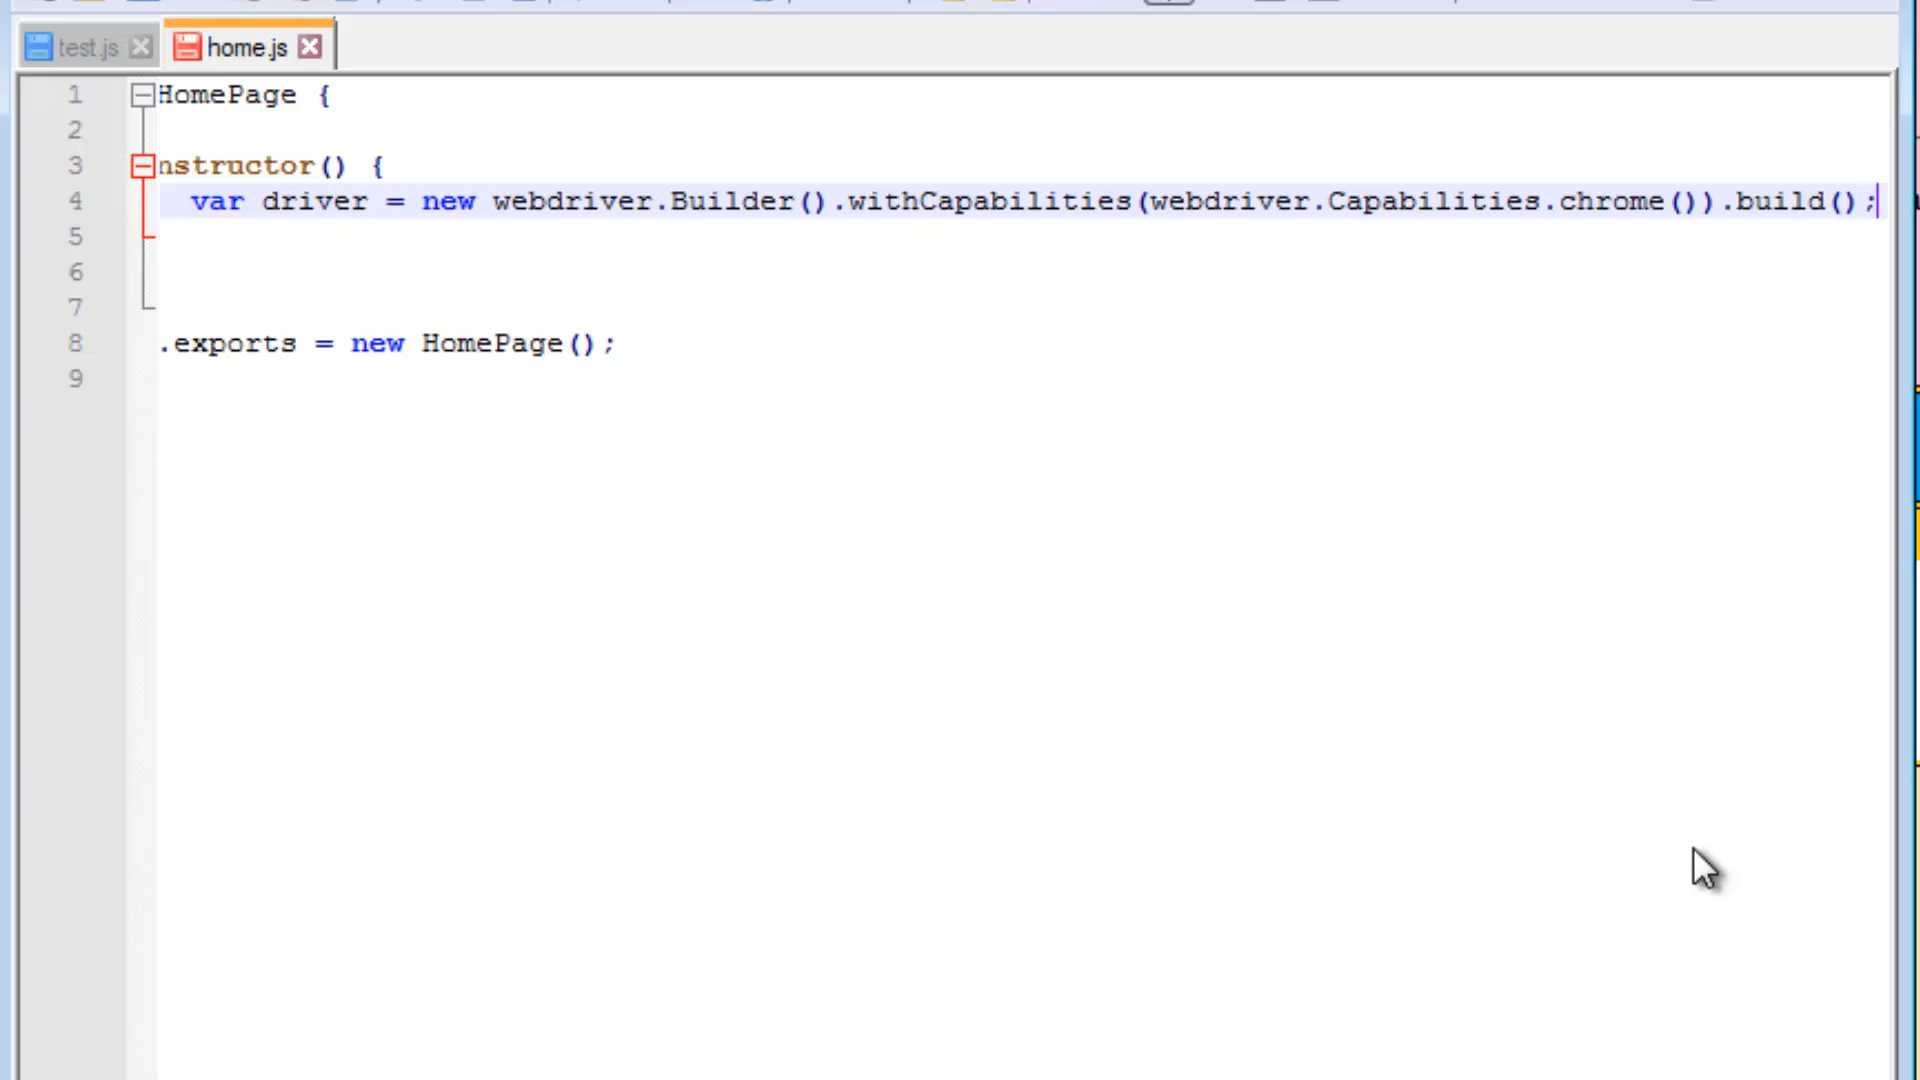 test.js home.js
1 HomePage {
2
3 nstructor() {
4 var driver = new webdriver.Builder().withCapabilities(webdriver.Capabilities.chrome()).build();
5
6
7
8 .exports = new HomePage();
9